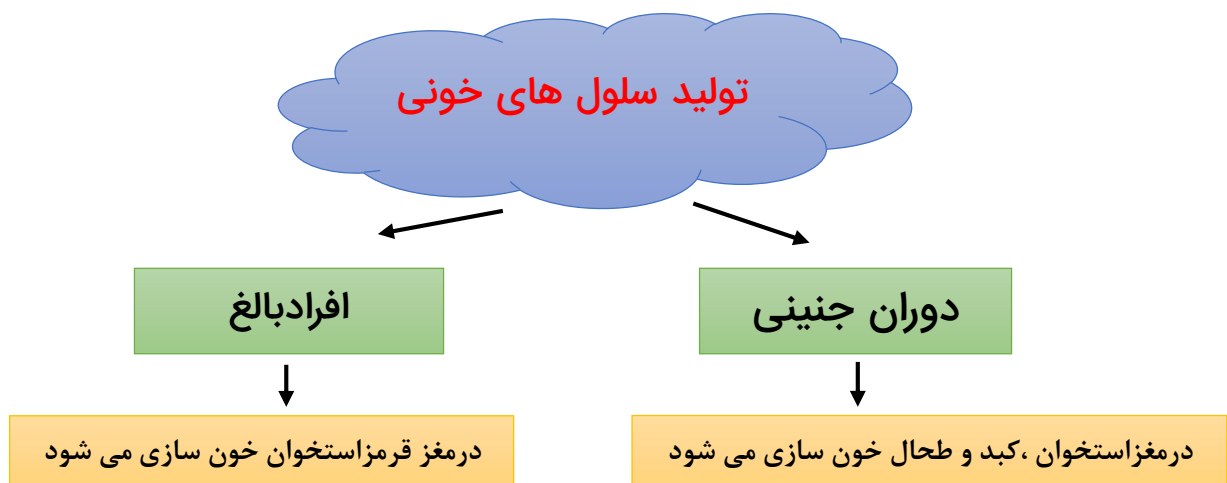 تولید سلول های خونی
دوران جنینی
افرادبالغ
درمغزاستخوان ،کبد و طحال خون سازی می شود
درمغز قرمزاستخوان خون سازی می شود